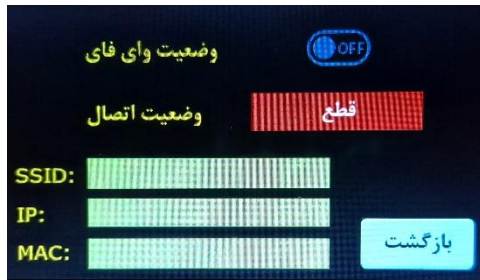 وضعیت وای فای OFF
وضعیت اتصال قطع
SSID:
IP:
MAC:
بازگشت